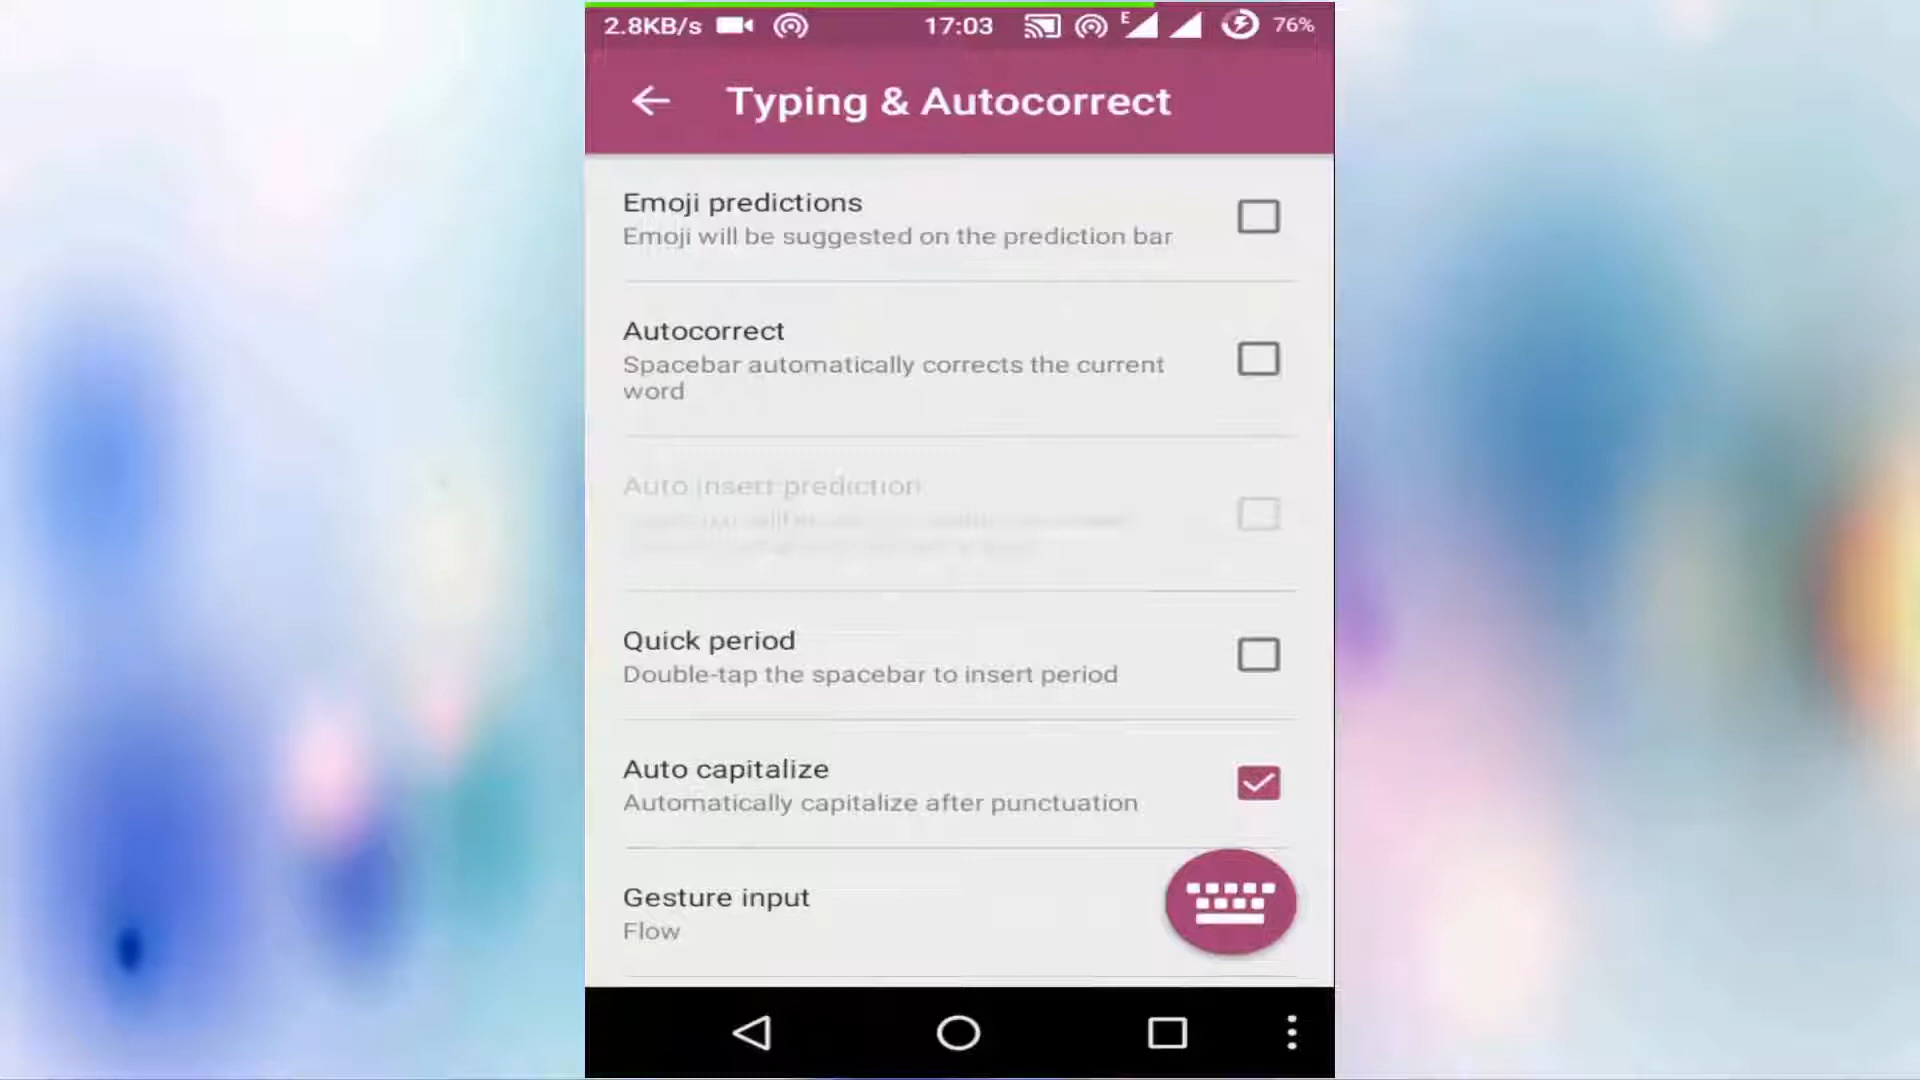 2.8KB/s 17:03 E 76%
Typing & Autocorrect
Emoji predictions
Emoji will be suggested on the prediction bar
Autocorrect
Spacebar automatically corrects the current
word
Auto insert prediction
Quick period
Double-tap the spacebar to insert period
Auto capitalize
Automatically capitalize after punctuation
Gesture input
Flow